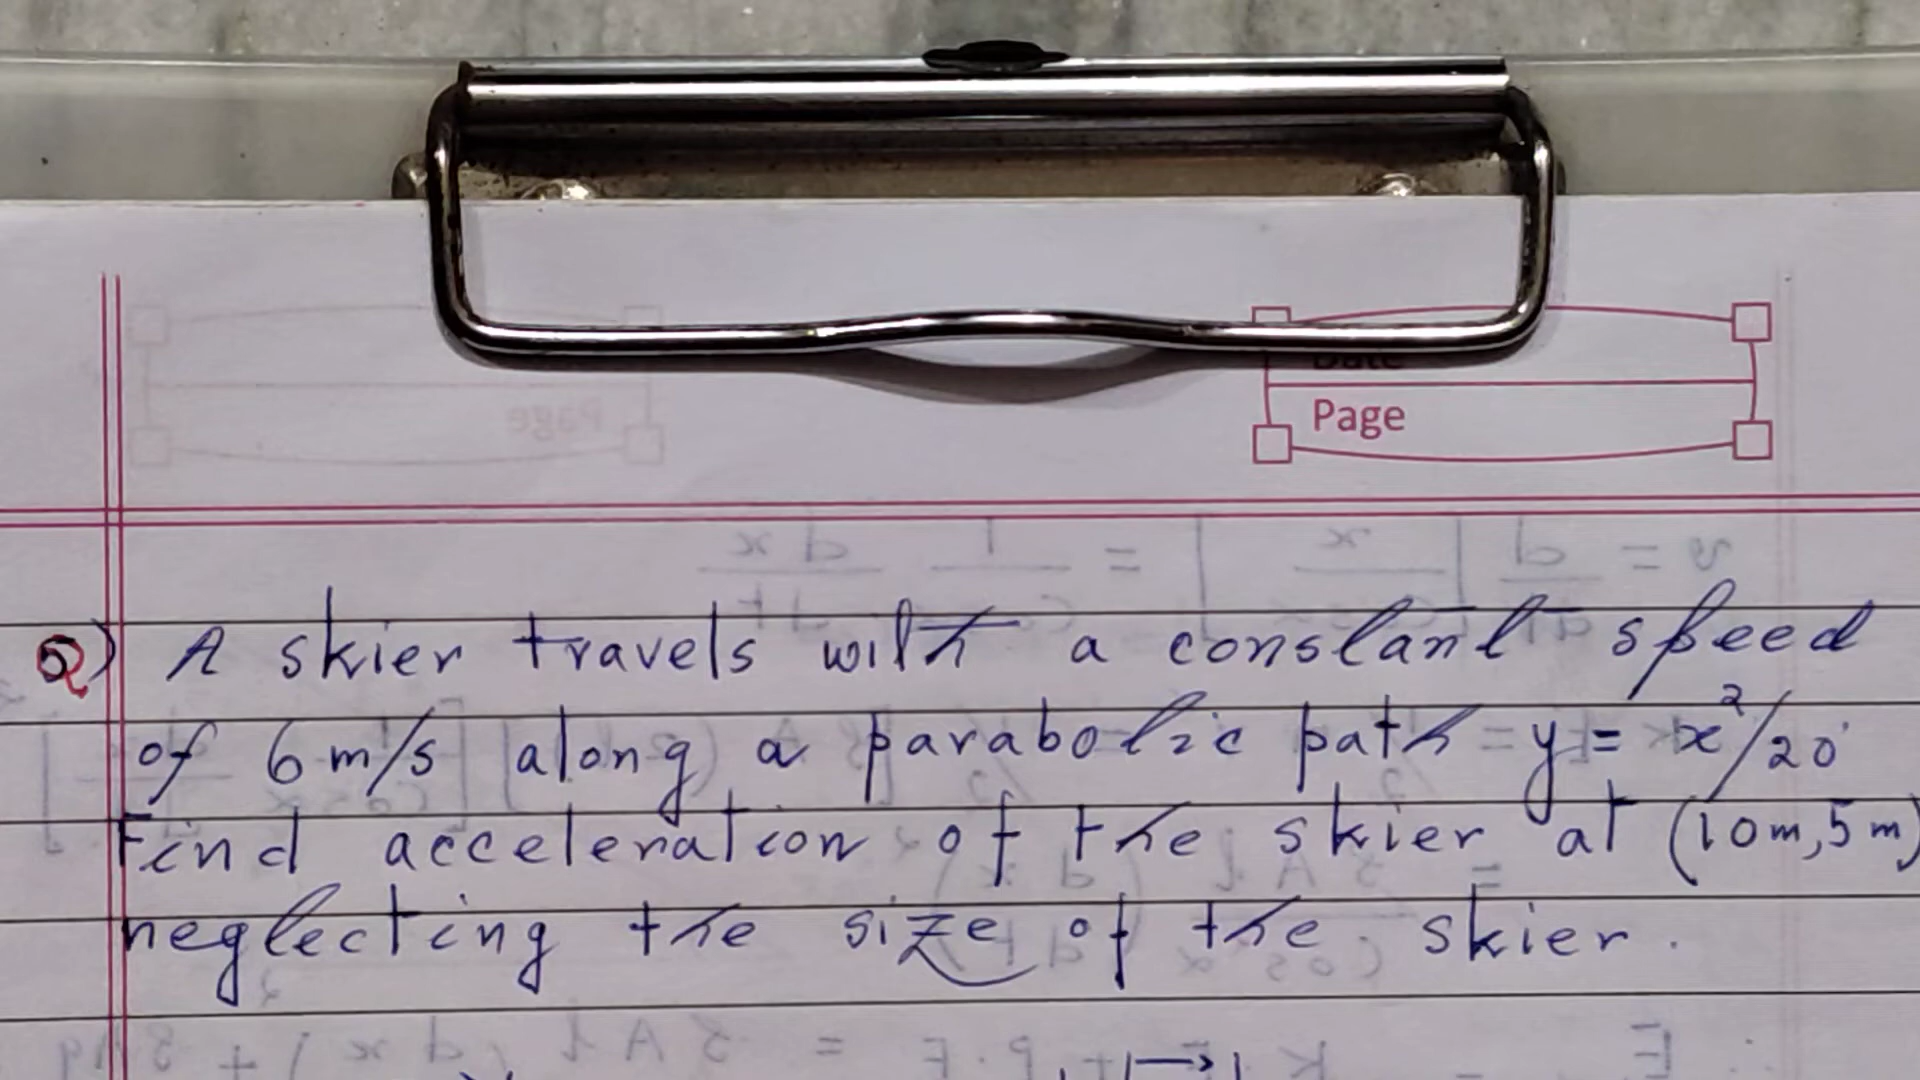 Date
Page
Q) A skier travels with a constant speed
of 6 m/s along a parabolic path y = x²/20
Find acceleration of the skier at (10m, 5m)
neglecting the size of the skier.